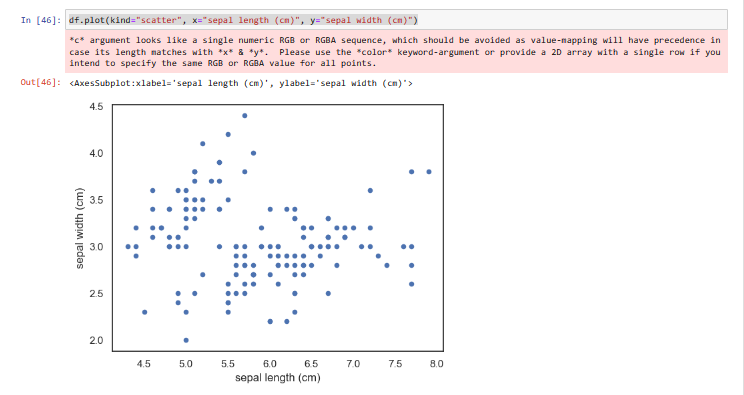 In [46]: df.plot(kind="scatter", x="sepal length (cm)", y="sepal width (cm)")
*c* argument looks like a single numeric RGB or RGBA sequence, which should be avoided as value-mapping will have precedence in
case its length matches with *x* & *y*.  Please use the *color* keyword-argument or provide a 2D array with a single row if you
intend to specify the same RGB or RGBA value for all points.
Out[46]: <AxesSubplot:xlabel='sepal length (cm)', ylabel='sepal width (cm)'>
4.5
4.0
3.5
3.0
2.5
2.0
sepal width (cm)
4.5 5.0 5.5 6.0 6.5 7.0 7.5 8.0
sepal length (cm)